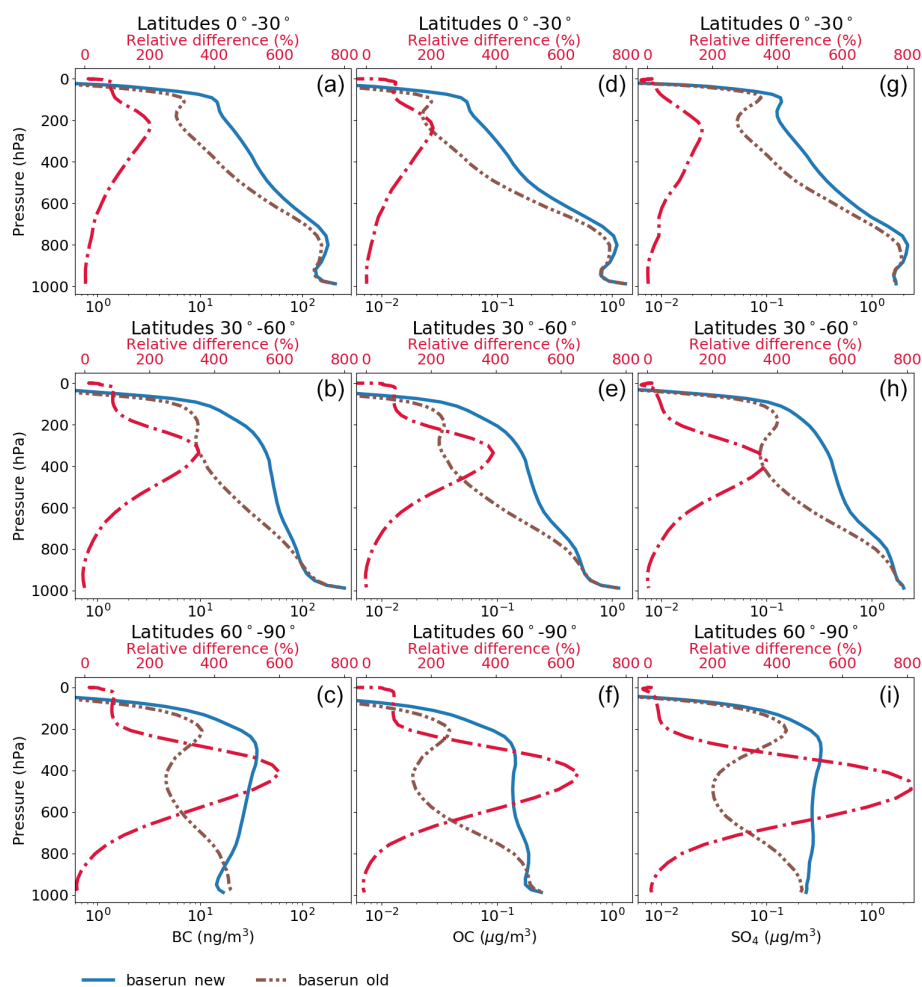 Latitudes 0°-30° Latitudes 0°-30° Latitudes 0°-30°
Relative difference (%) Relative difference (%) Relative difference (%)
0 200 400 600 800 0 200 400 600 800 0 200 400 600 800
(a) (d) (g)
Pressure (hPa)
0
200
400
600
800
1000
10⁰ 10¹ 10² 10⁻² 10⁻¹ 10⁰ 10⁻² 10⁻¹ 10⁰
Latitudes 30°-60° Latitudes 30°-60° Latitudes 30°-60°
Relative difference (%) Relative difference (%) Relative difference (%)
0 200 400 600 800 0 200 400 600 800 0 200 400 600 800
(b) (e) (h)
Pressure (hPa)
0
200
400
600
800
1000
10⁰ 10¹ 10² 10⁻² 10⁻¹ 10⁰ 10⁻² 10⁻¹ 10⁰
Latitudes 60°-90° Latitudes 60°-90° Latitudes 60°-90°
Relative difference (%) Relative difference (%) Relative difference (%)
0 200 400 600 800 0 200 400 600 800 0 200 400 600 800
(c) (f) (i)
Pressure (hPa)
0
200
400
600
800
1000
10⁰ 10¹ 10² 10⁻² 10⁻¹ 10⁰ 10⁻² 10⁻¹ 10⁰
BC (ng/m³) OC (μg/m³) SO₄ (μg/m³)
baserun_new baserun_old